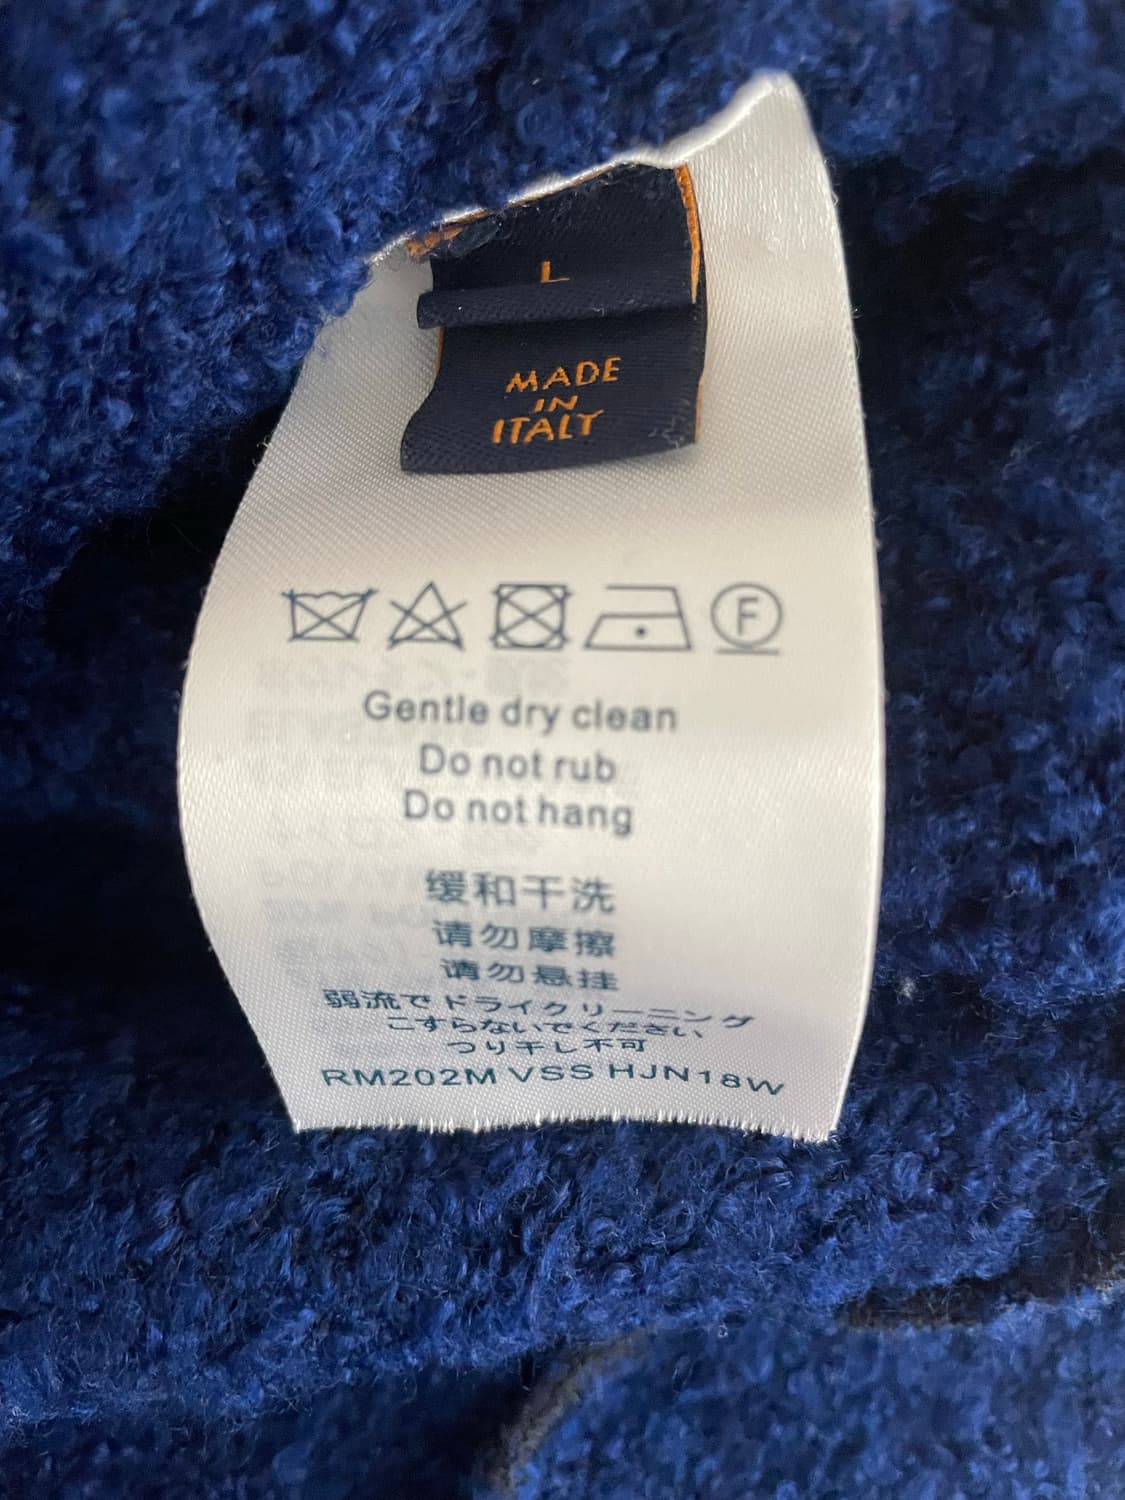 L
MADE
IN
ITALY
F
Gentle dry clean
Do not rub
Do not hang
缓和干洗
请勿摩擦
请勿悬挂
弱流でドライクリーニング
こすらないでください
つり干し不可
RM202M VSS HJN18W